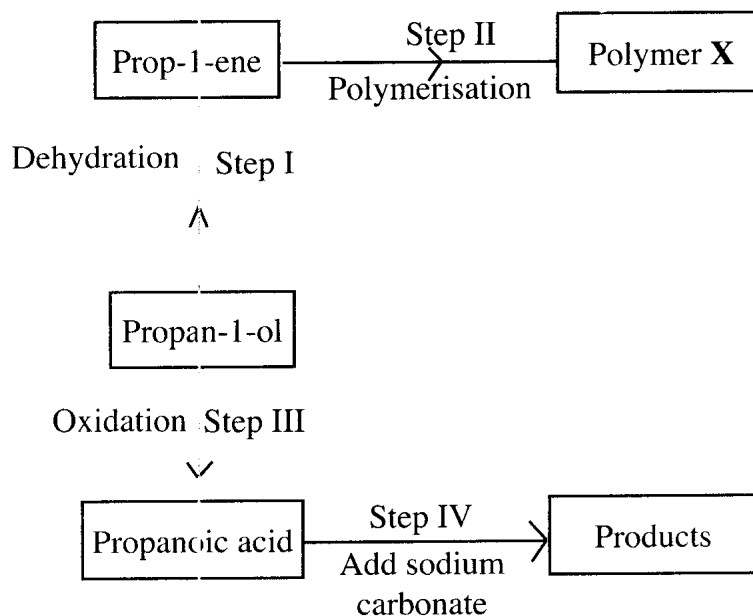 Step II
Prop-1-ene
Polymer X
Polymerisation
Dehydration Step I
Propan-1-ol
Oxidation Step III
Step IV
Propanoic acid
Products
Add sodium
carbonate